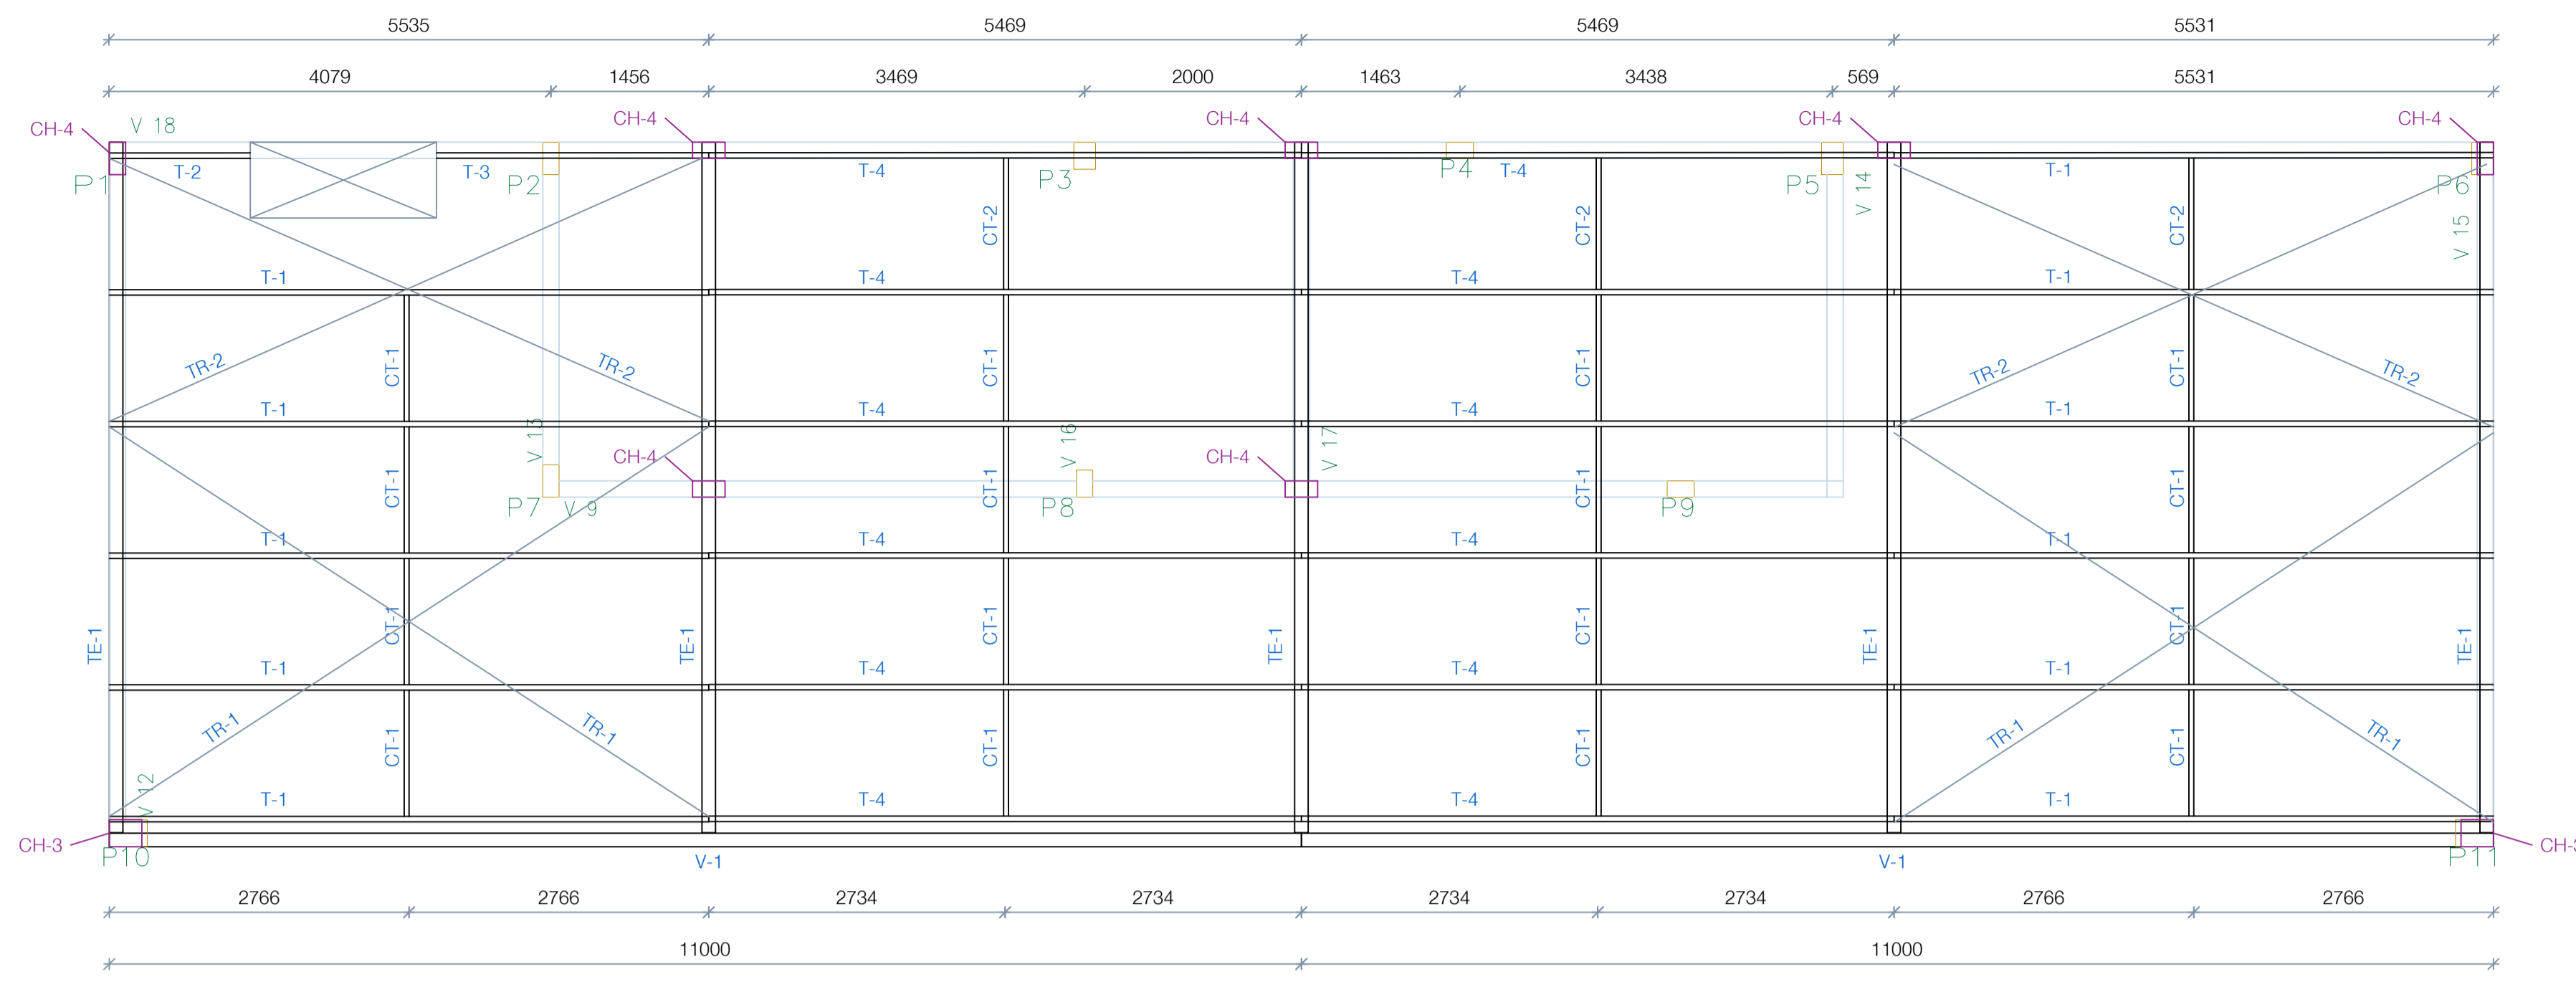 5535 5469 5469 5531
4079 1456 3469 2000 1463 3438 569 5531
CH-4 V 18 CH-4 CH-4 CH-4 CH-4
P1 T-2 T-3 P2 T-4 P3 P4 T-4 P5 V 14 T-1 P6
CT-2 CT-2 CT-2 V 15
T-1 T-4 T-4 T-1
TR-2 CT-1 TR-2 CT-1 CT-1 TR-2 CT-1 TR-2
T-1 T-4 T-4 T-1
V 13 CH-4 V 16 CH-4 V 17
CT-1 CT-1 CT-1 CT-1
P7 V 9 P8 P9
T-1 T-4 T-4 T-1
TE-1 CT-1 TE-1 CT-1 TE-1 CT-1 TE-1 CT-1 TE-1
T-1 T-4 T-4 T-1
TR-1 CT-1 TR-1 CT-1 CT-1 TR-1 CT-1 TR-1
V 12 T-1 T-4 T-4 T-1
CH-3 P10 V-1 V-1 P11 CH-
2766 2766 2734 2734 2734 2734 2766 2766
11000 11000